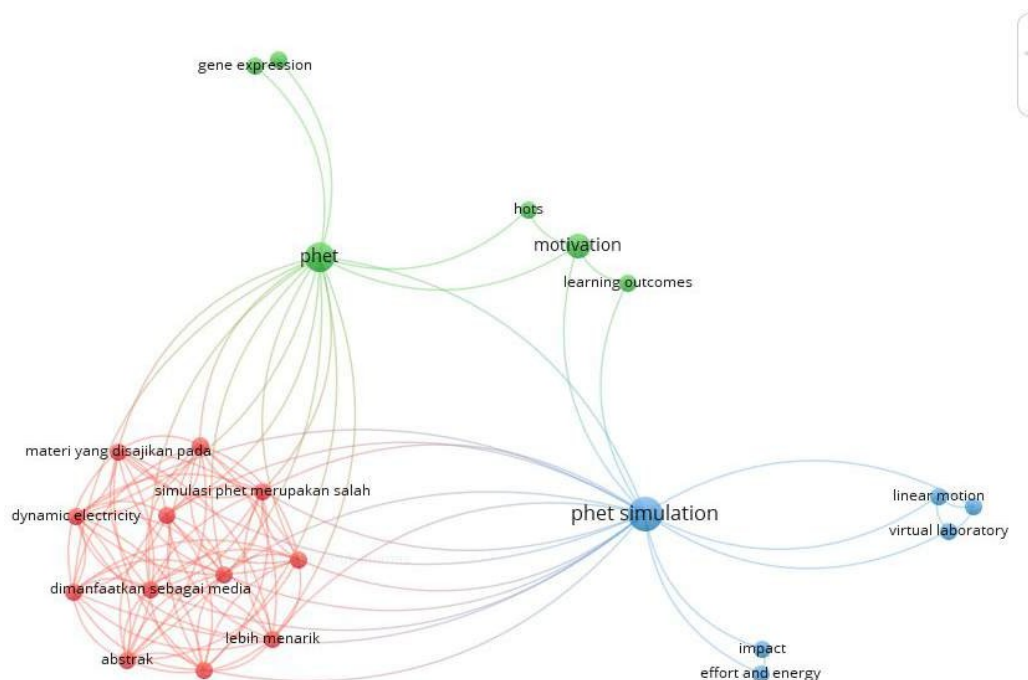 gene expression
hots
motivation
phet
learning outcomes
materi yang disajikan pada
simulasi phet merupakan salah
linear motion
dynamic electricity
phet simulation
virtual laboratory
dimanfaatkan sebagai media
lebih menarik
impact
abstrak
effort and energy